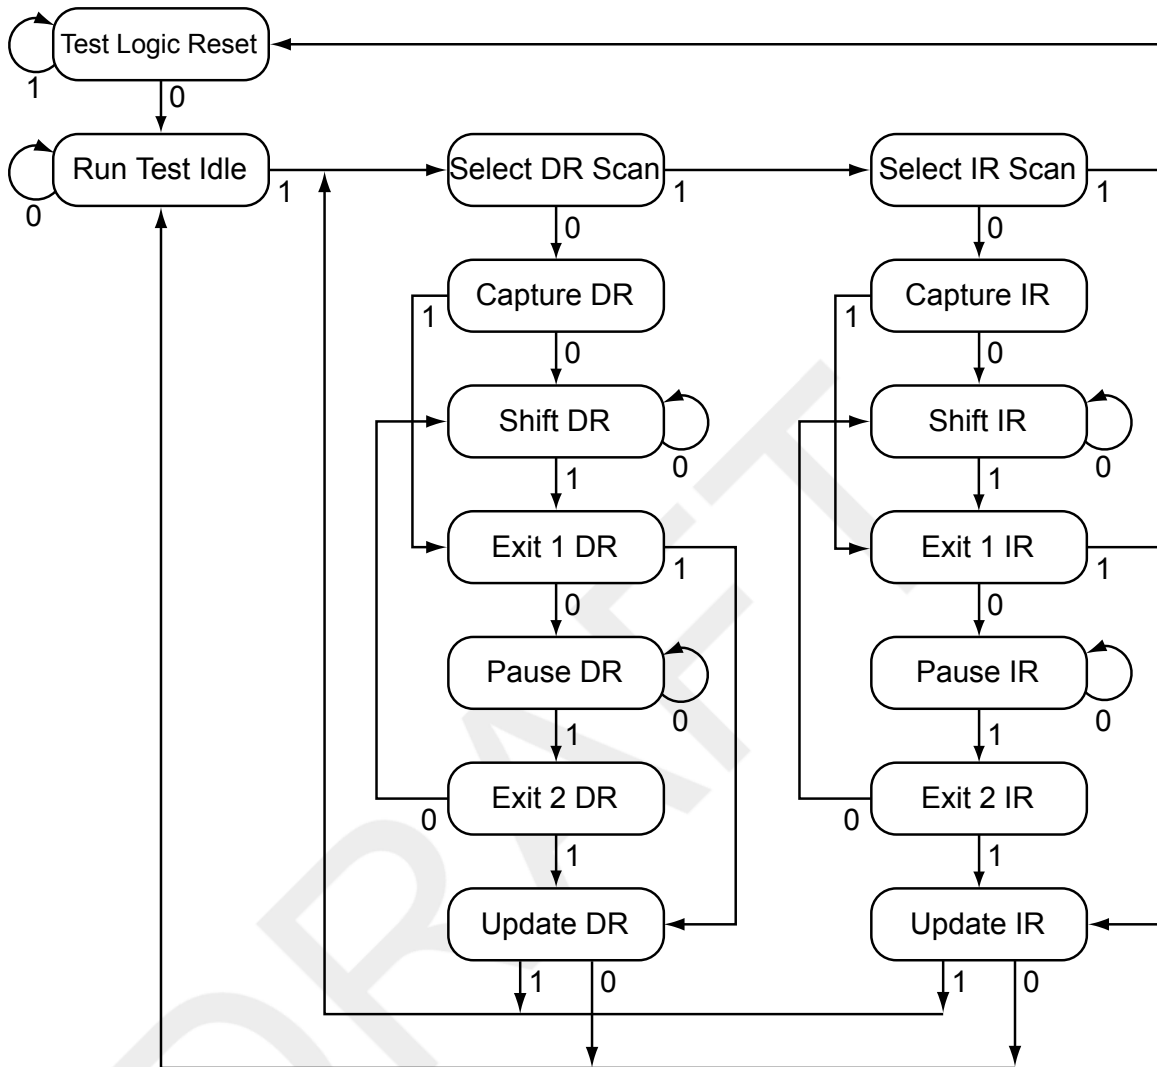 Test Logic Reset
1
0
Run Test Idle
0
1
Select DR Scan
1
0
Select IR Scan
1
0
Capture DR
1
0
Capture IR
1
0
Shift DR
0
1
Shift IR
0
1
Exit 1 DR
1
0
Exit 1 IR
1
0
Pause DR
0
1
Pause IR
0
1
Exit 2 DR
0
1
Exit 2 IR
0
1
Update DR
1
0
Update IR
1
0
DRAFT